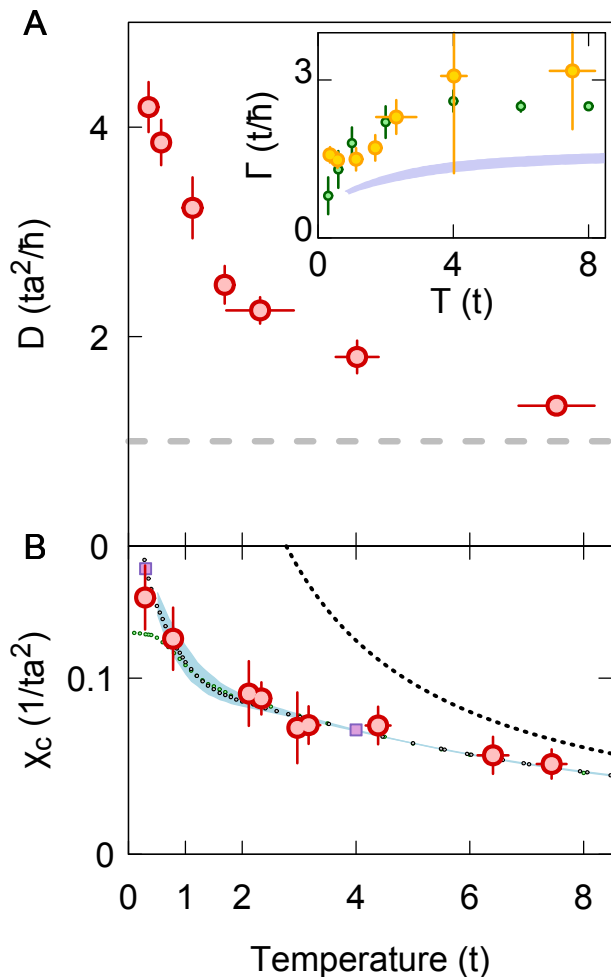 A
4
2
0
D (ta²/ħ)
3
0
Γ (t/ħ)
0 4 8
T (t)
B
0.1
0
χc (1/ta²)
0 1 2 4 6 8
Temperature (t)